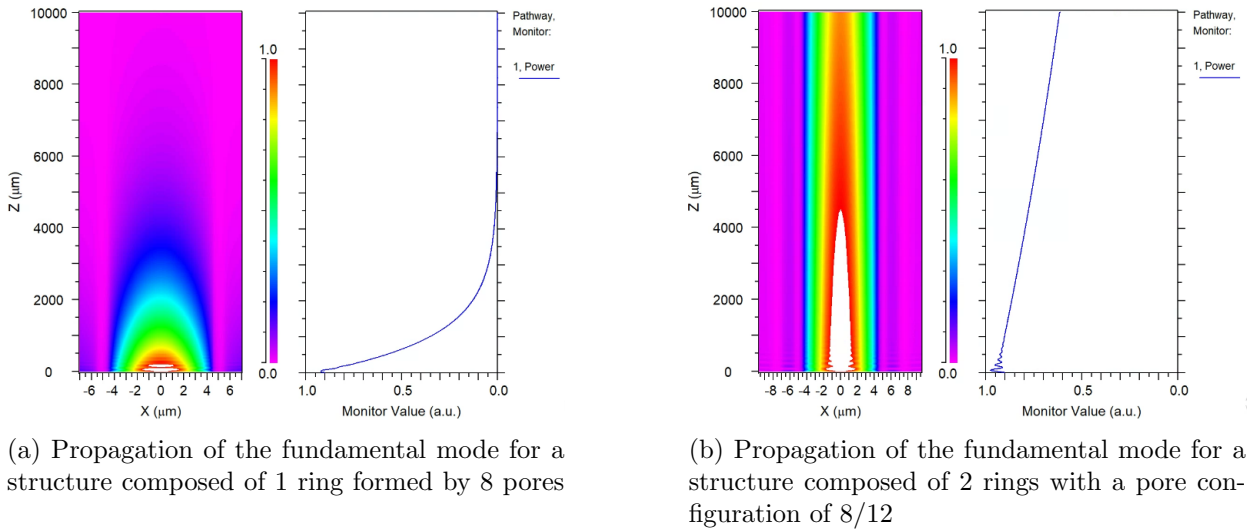 10000
8000
6000
4000
2000
0
Z (μm)
-6 -4 -2 0 2 4 6
X (μm)
1.0
0.0
1.0 0.5 0.0
Monitor Value (a.u.)
Pathway,
Monitor:
1, Power
(a) Propagation of the fundamental mode for a
structure composed of 1 ring formed by 8 pores
10000
8000
6000
4000
2000
0
Z (μm)
-8 -6 -4 -2 0 2 4 6 8
X (μm)
1.0
0.0
1.0 0.5 0.0
Monitor Value (a.u.)
Pathway,
Monitor:
1, Power
(b) Propagation of the fundamental mode for a
structure composed of 2 rings with a pore con-
figuration of 8/12